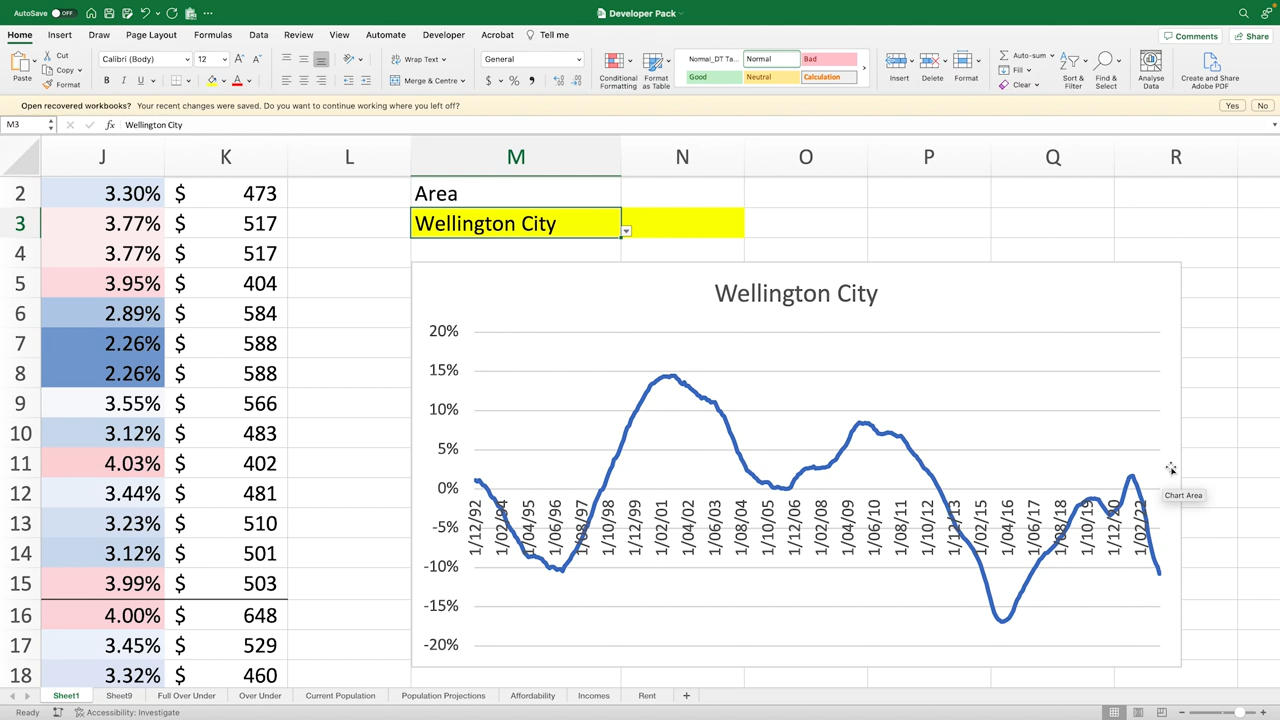 AutoSave OFF
Developer Pack
Home Insert Draw Page Layout Formulas Data Review View Automate Developer Acrobat Tell me
Comments Share
Paste
Cut
Copy
Format
Calibri (Body) 12
B I U
Wrap Text
Merge & Centre
General
Conditional Formatting
Format as Table
Normal_DT Ta... Normal Bad
Good Neutral Calculation
Insert Delete Format
Auto-sum
Fill
Clear
Sort & Filter
Find & Select
Analyse Data
Create and Share Adobe PDF
Open recovered workbooks? Your recent changes were saved. Do you want to continue working where you left off? Yes No
M3 fx Wellington City
J K L M N O P Q R
2 3.30% $ 473 Area
3 3.77% $ 517 Wellington City
4 3.77% $ 517
5 3.95% $ 404
6 2.89% $ 584
7 2.26% $ 588
8 2.26% $ 588
9 3.55% $ 566
10 3.12% $ 483
11 4.03% $ 402
12 3.44% $ 481
13 3.23% $ 510
14 3.12% $ 501
15 3.99% $ 503
16 4.00% $ 648
17 3.45% $ 529
18 3.32% $ 460
Wellington City
20%
15%
10%
5%
0%
-5%
-10%
-15%
-20%
1/12/92
1/02/94
1/04/95
1/06/96
1/08/97
1/10/98
1/12/99
1/02/01
1/04/02
1/06/03
1/08/04
1/10/05
1/12/06
1/02/08
1/04/09
1/06/10
1/08/11
1/10/12
1/12/13
1/02/15
1/04/16
1/06/17
1/08/18
1/10/19
1/12/20
1/02/22
Chart Area
Sheet1 Sheet9 Full Over Under Over Under Current Population Population Projections Affordability Incomes Rent +
Ready Accessibility: Investigate